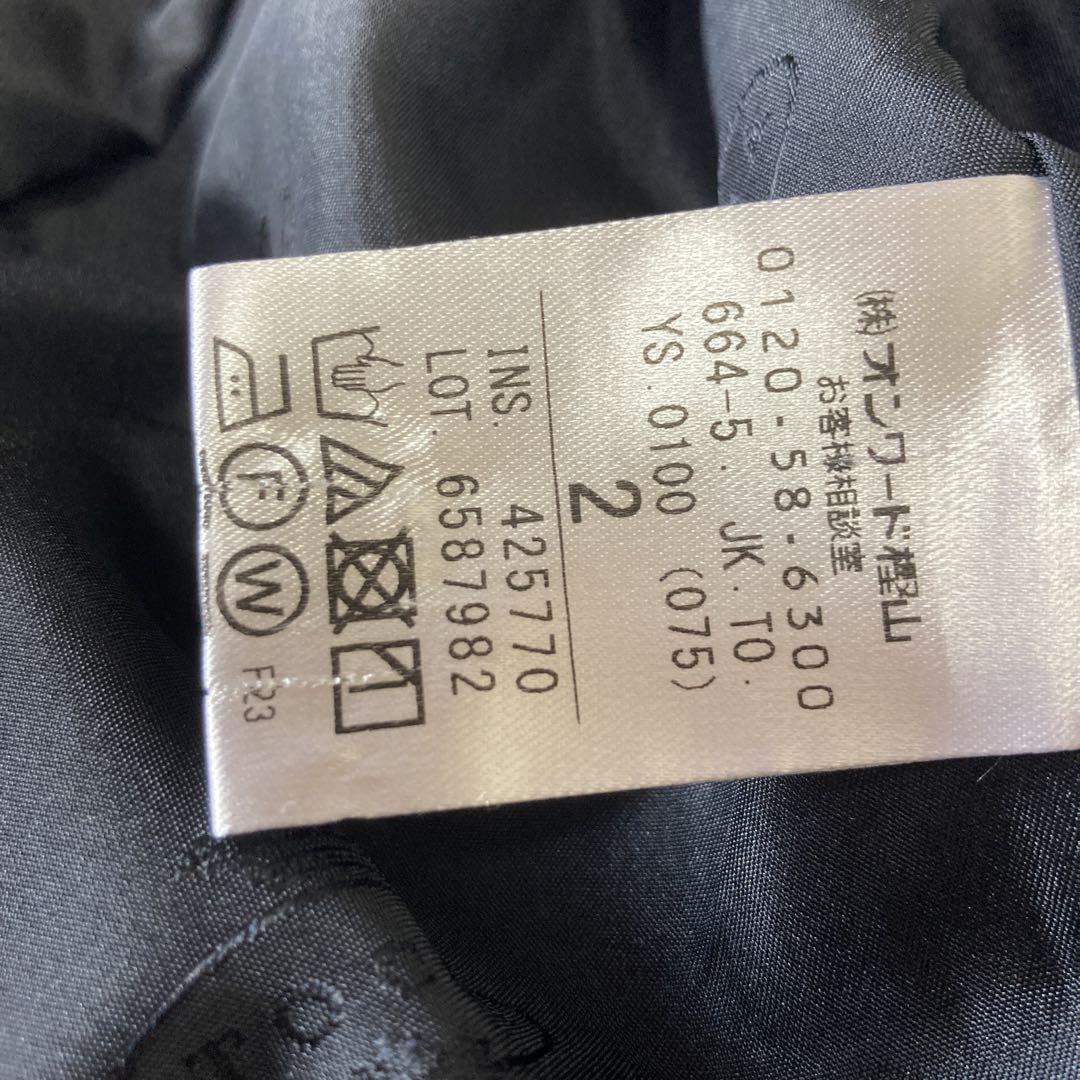 (株)オンワード樫山
お客様相談室
0120-58-6300
664-5. JK. TO.
YS. 0100 (075)
2
INS. 425770
LOT. 6587982
F W F23